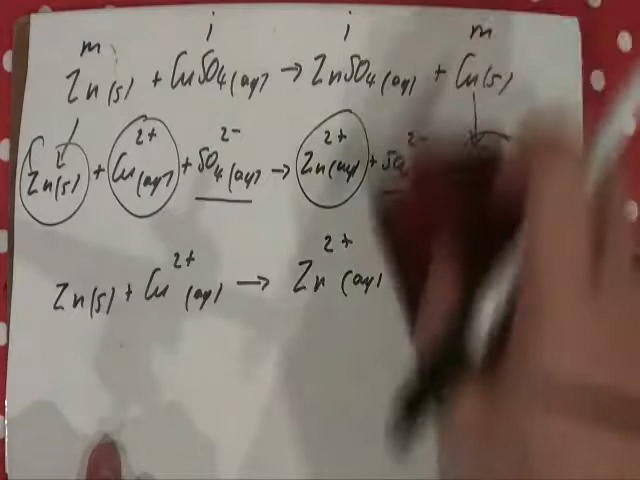 m i i m
Zn(s) + CuSO4(aq) → ZnSO4(aq) + Cu(s)
Zn(s) + Cu2+(aq) + SO4 2-(aq) → Zn2+(aq) + SO4 2-
Zn(s) + Cu2+(aq) → Zn2+(aq)